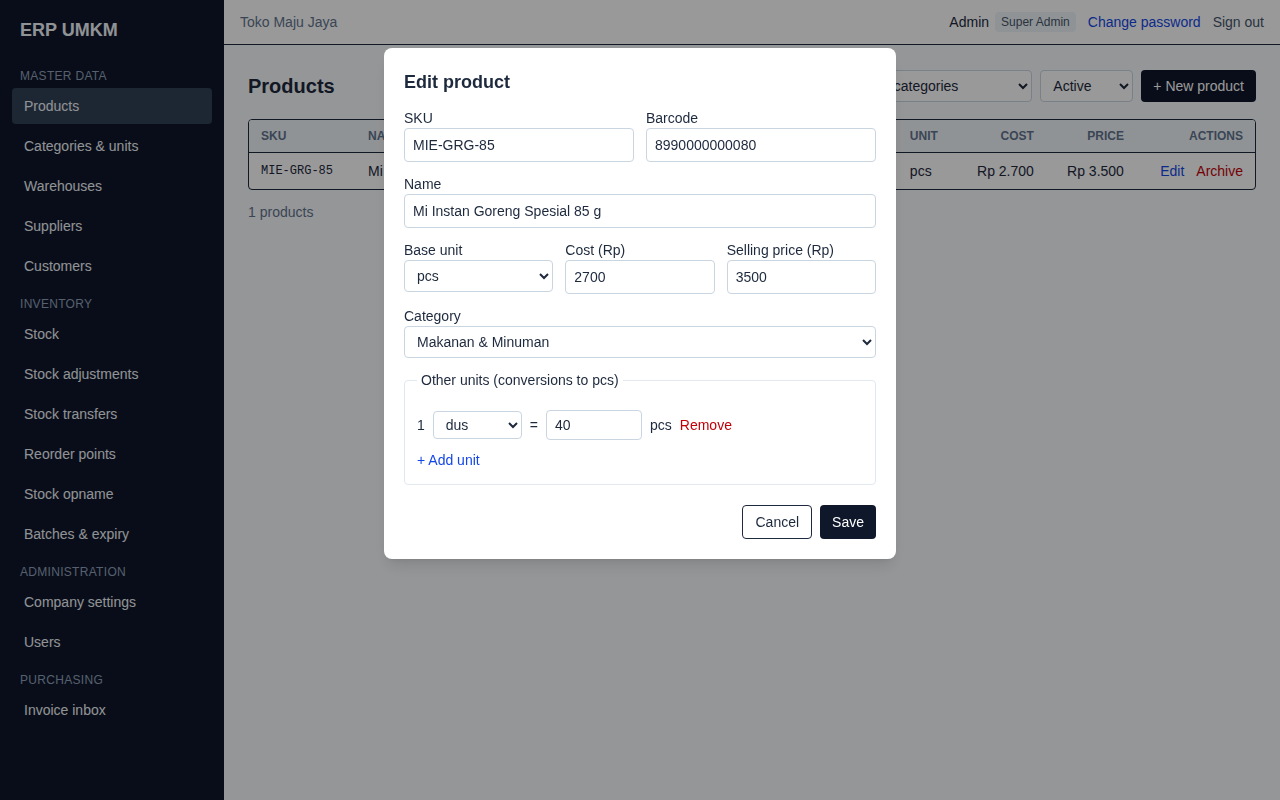 ERP UMKM
MASTER DATA
Products
Categories & units
Warehouses
Suppliers
Customers
INVENTORY
Stock
Stock adjustments
Stock transfers
Reorder points
Stock opname
Batches & expiry
ADMINISTRATION
Company settings
Users
PURCHASING
Invoice inbox
Toko Maju Jaya
Admin Super Admin Change password Sign out
Products
categories Active + New product
SKU UNIT COST PRICE ACTIONS
MIE-GRG-85 pcs Rp 2.700 Rp 3.500 Edit Archive
1 products
Edit product
SKU Barcode
MIE-GRG-85 8990000000080
Name
Mi Instan Goreng Spesial 85 g
Base unit Cost (Rp) Selling price (Rp)
pcs 2700 3500
Category
Makanan & Minuman
Other units (conversions to pcs)
1 dus = 40 pcs Remove
+ Add unit
Cancel Save